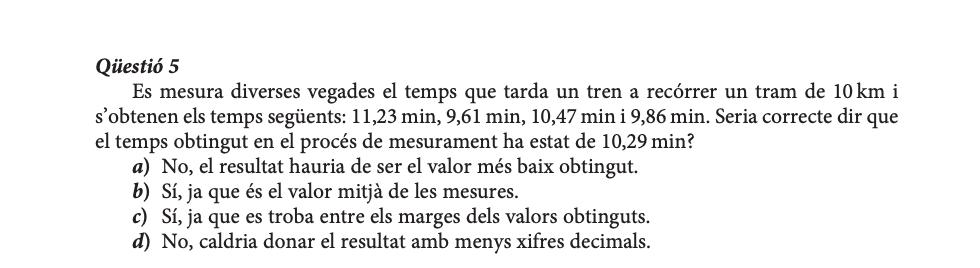 Qüestió 5
Es mesura diverses vegades el temps que tarda un tren a recórrer un tram de 10 km i
s’obtenen els temps següents: 11,23 min, 9,61 min, 10,47 min i 9,86 min. Seria correcte dir que
el temps obtingut en el procés de mesurament ha estat de 10,29 min?
a) No, el resultat hauria de ser el valor més baix obtingut.
b) Sí, ja que és el valor mitjà de les mesures.
c) Sí, ja que es troba entre els marges dels valors obtinguts.
d) No, caldria donar el resultat amb menys xifres decimals.